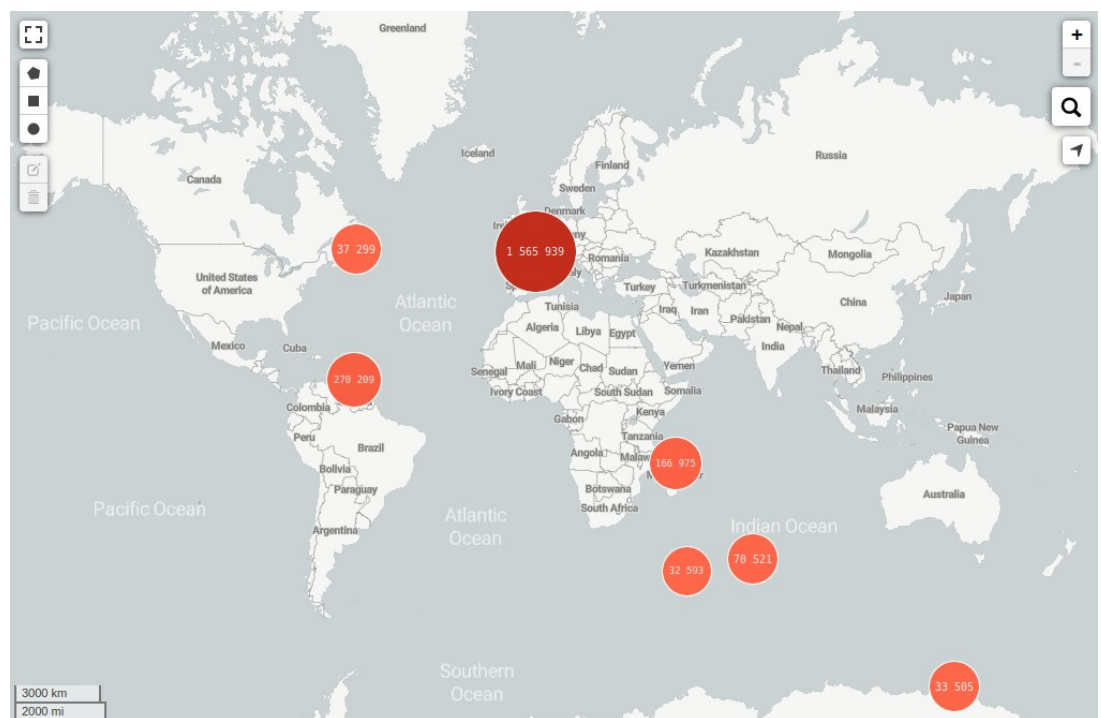 Greenland
+
-
Iceland
Russia
Finland
Canada
Sweden
Denmark
37 299
1 565 939
Kazakhstan
Mongolia
Romania
United States
of America
Turkey
Turkmenistan
China
Japan
Atlantic
Ocean
Tunisia
Iraq
Iran
Pacific Ocean
Algeria
Libya
Egypt
Pakistan
Nepal
Mexico
Cuba
India
Senegal
Mali
Niger
Chad
Sudan
Yemen
Thailand
Philippines
270 209
Ivory Coast
South Sudan
Somalia
Colombia
Gabon
Kenya
Malaysia
Peru
Tanzania
Papua New
Guinea
Brazil
Angola
166 975
Bolivia
Paraguay
Botswana
Australia
Pacific Ocean
South Africa
Atlantic
Ocean
Indian Ocean
Argentina
70 521
32 593
Southern
Ocean
33 505
3000 km
2000 mi